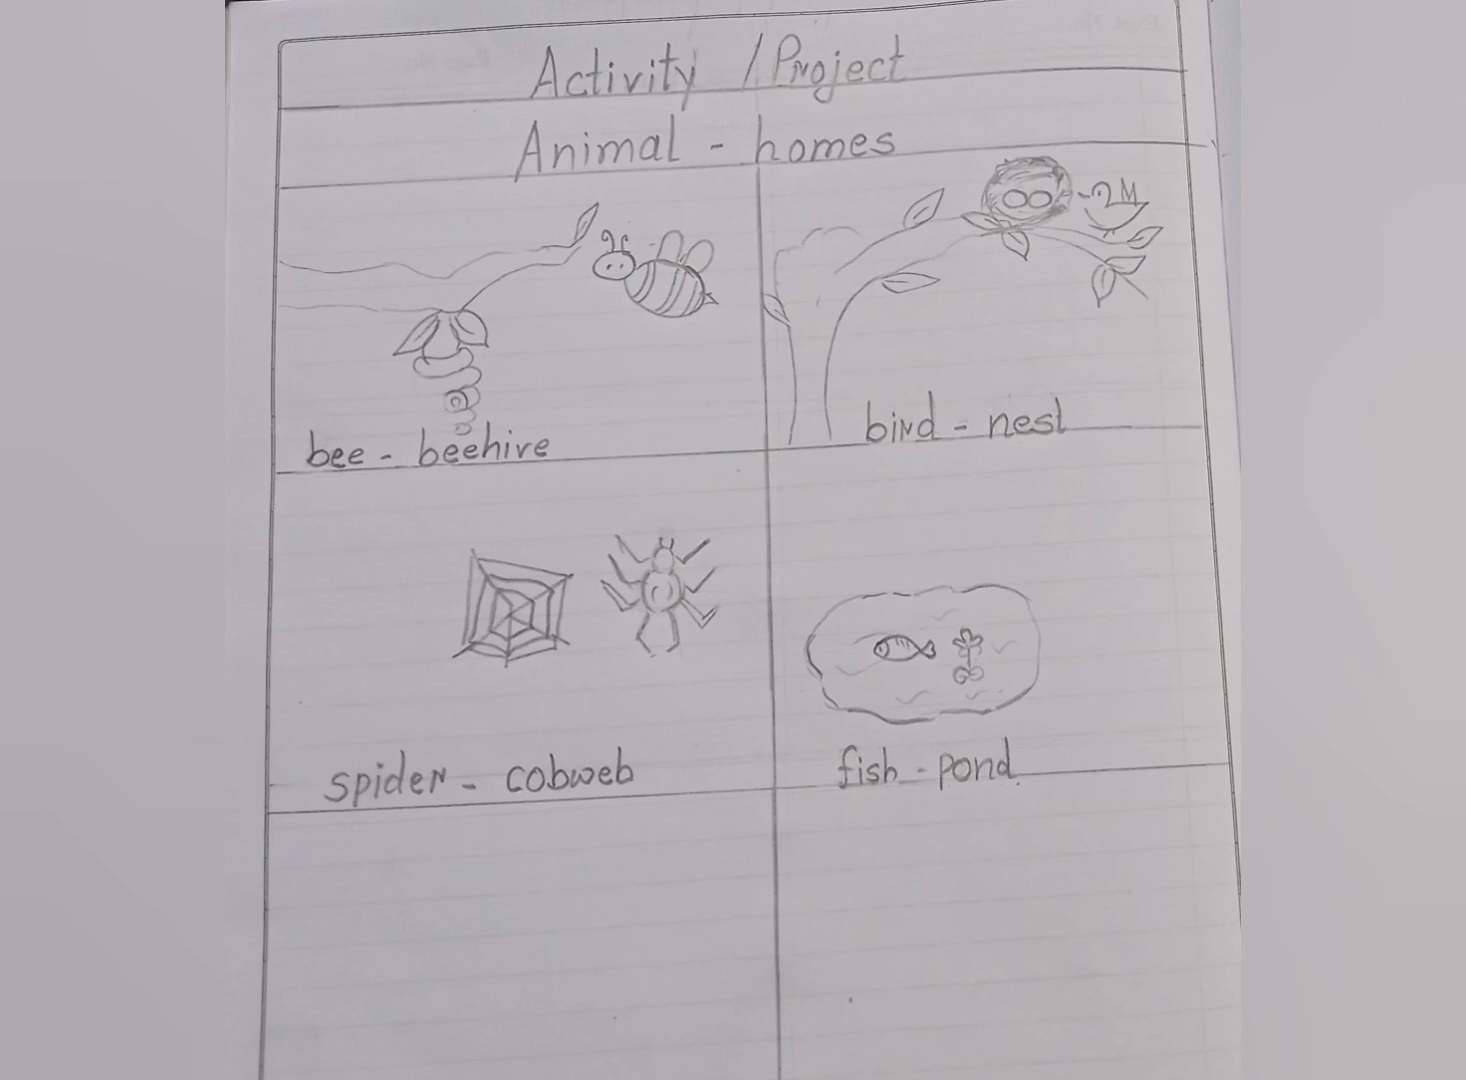 Activity / Project
Animal - homes
bee - beehive
bird - nest
spider - cobweb
fish - pond